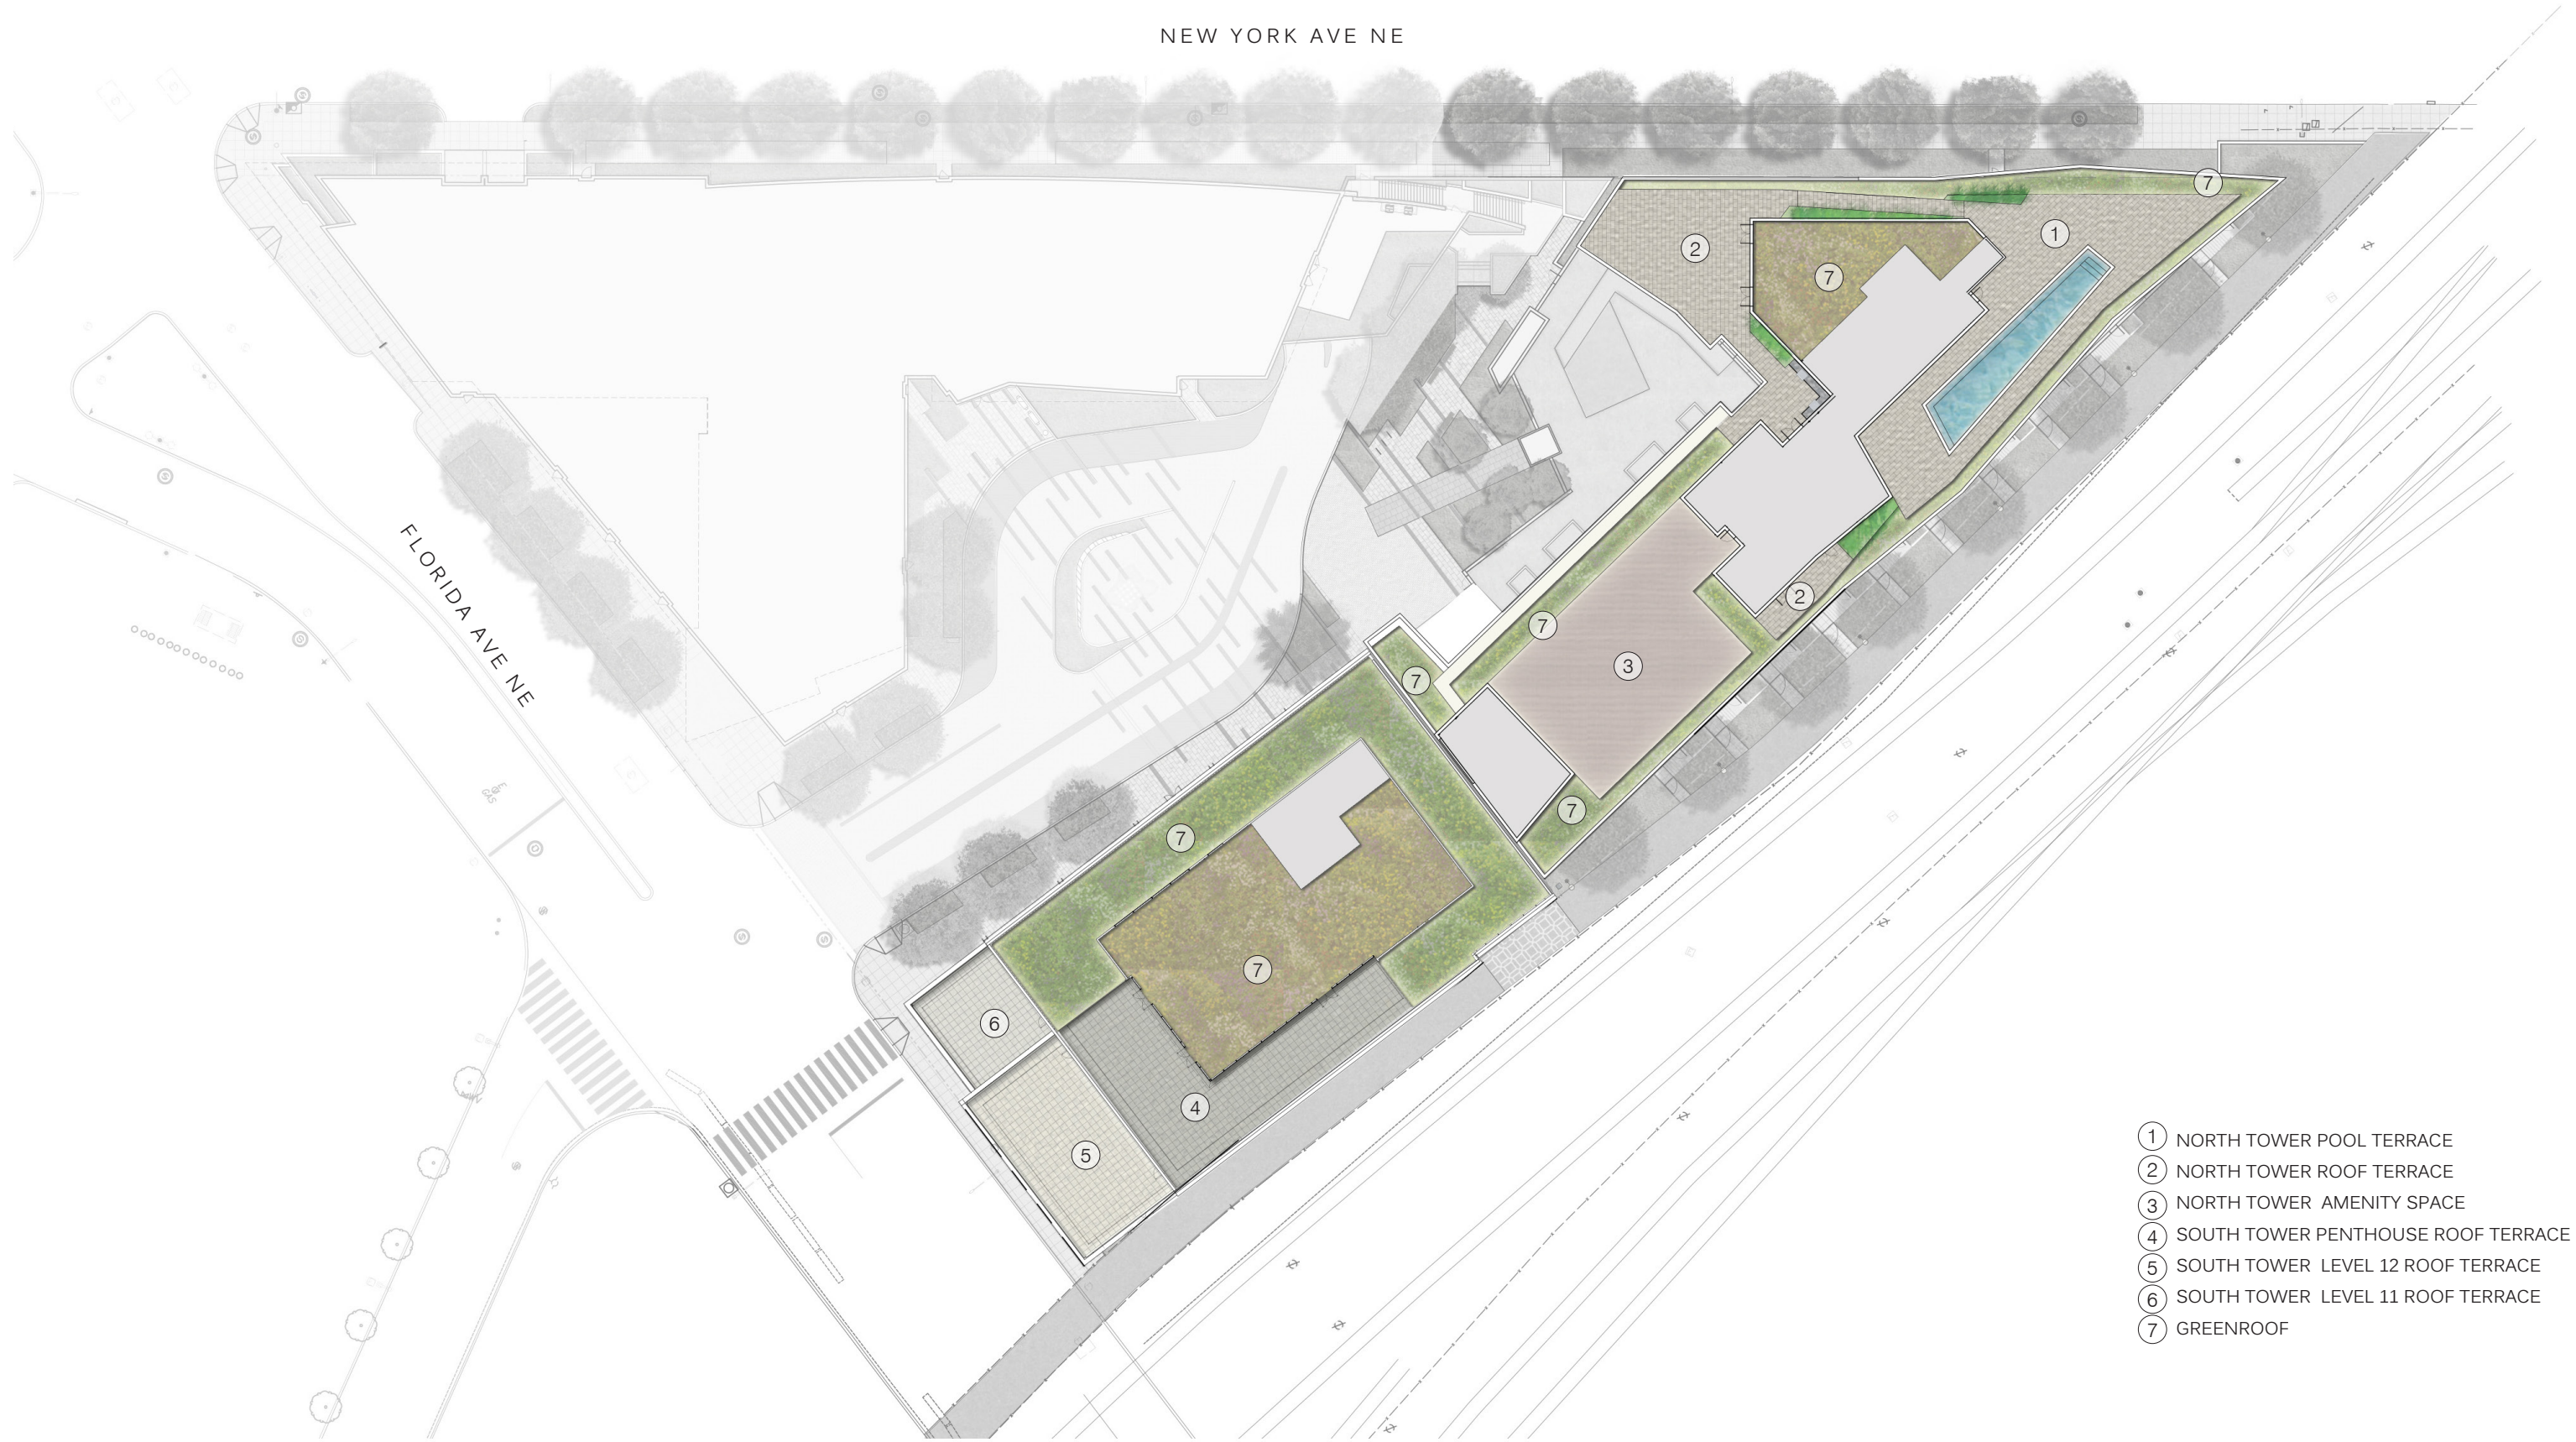 NEW YORK AVE NE
7
1
2
7
FLORIDA AVE NE
2
7
3
7
7
7
GAS
7
6
4
5
1 NORTH TOWER POOL TERRACE
2 NORTH TOWER ROOF TERRACE
3 NORTH TOWER AMENITY SPACE
4 SOUTH TOWER PENTHOUSE ROOF TERRACE
5 SOUTH TOWER LEVEL 12 ROOF TERRACE
6 SOUTH TOWER LEVEL 11 ROOF TERRACE
7 GREENROOF